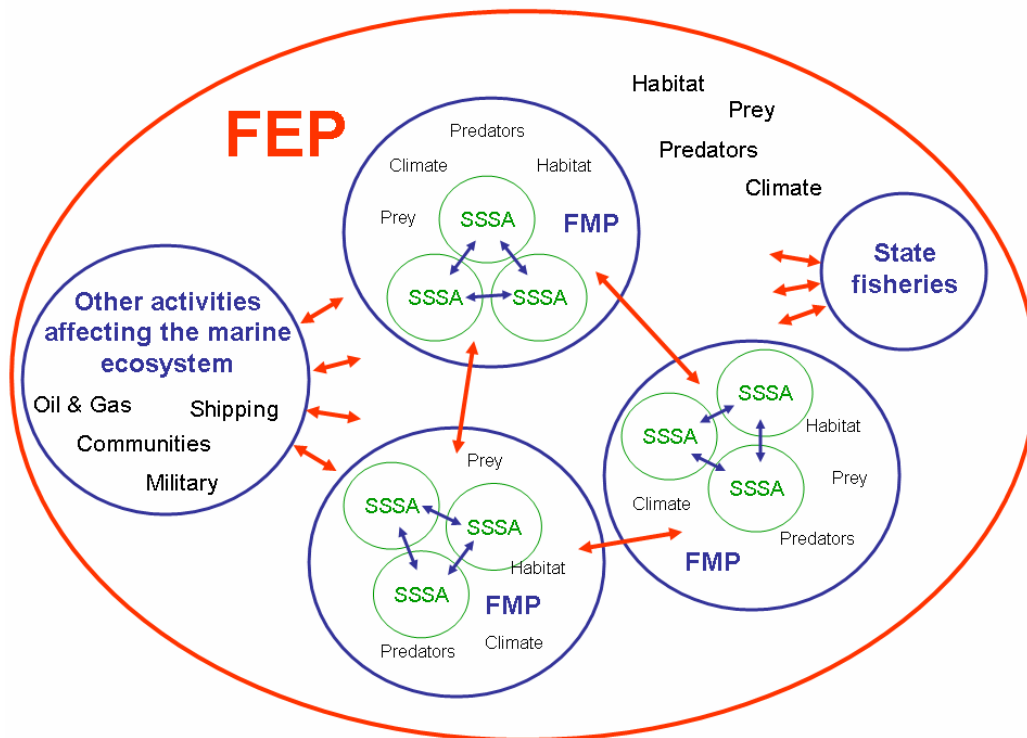 FEP
Habitat
Prey
Predators
Climate
Predators
Climate
Habitat
Prey
SSSA
FMP
SSSA
SSSA
State
fisheries
Other activities
affecting the marine
ecosystem
Oil & Gas
Shipping
Communities
Military
SSSA
SSSA
Habitat
SSSA
Prey
Climate
Predators
FMP
Prey
SSSA
SSSA
Habitat
SSSA
FMP
Climate
Predators